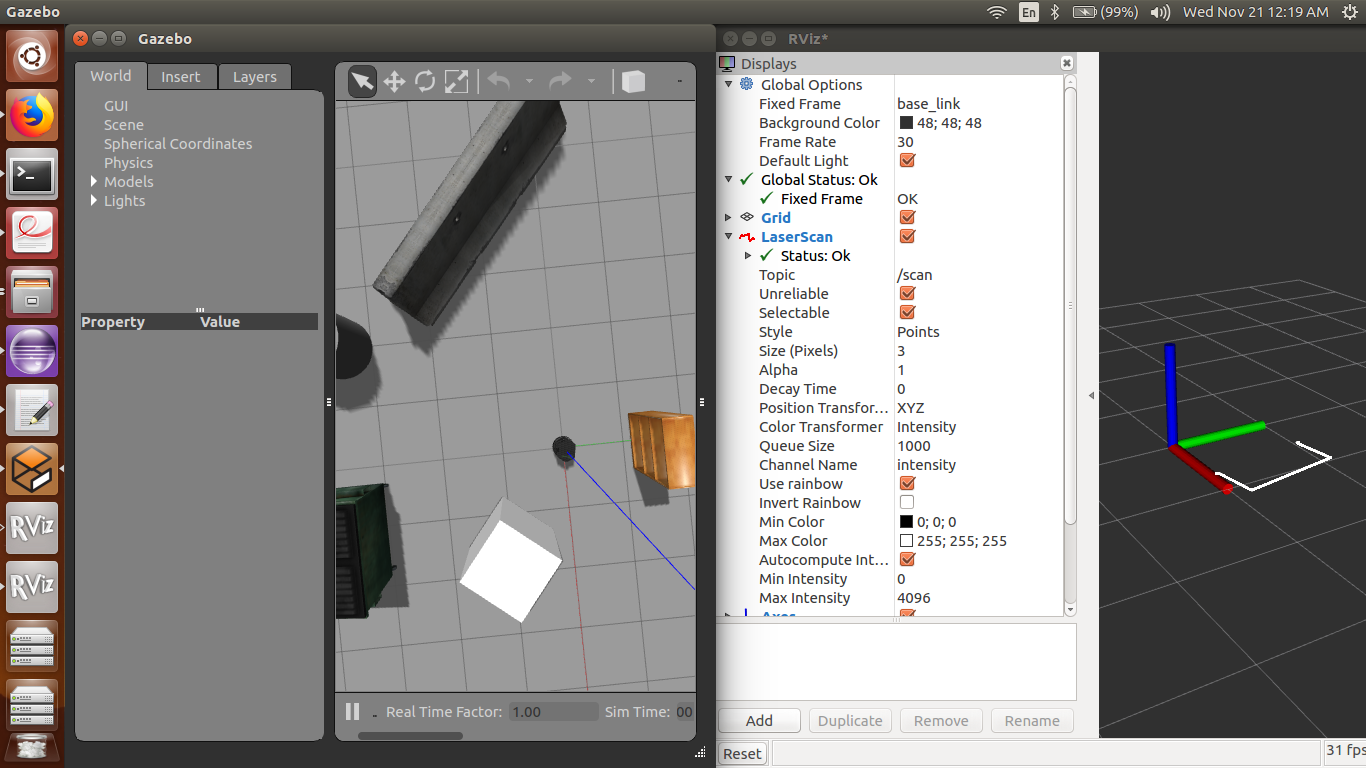 Gazebo
En
(99%)
Wed Nov 21 12:19 AM
Gazebo
World
Insert
Layers
GUI
Scene
Spherical Coordinates
Physics
Models
Lights
Property Value
Real Time Factor: 1.00 Sim Time: 00
RViz*
Displays
Global Options
Fixed Frame base_link
Background Color 48; 48; 48
Frame Rate 30
Default Light
Global Status: Ok
Fixed Frame OK
Grid
LaserScan
Status: Ok
Topic /scan
Unreliable
Selectable
Style Points
Size (Pixels) 3
Alpha 1
Decay Time 0
Position Transfor... XYZ
Color Transformer Intensity
Queue Size 1000
Channel Name intensity
Use rainbow
Invert Rainbow
Min Color 0; 0; 0
Max Color 255; 255; 255
Autocompute Int...
Min Intensity 0
Max Intensity 4096
Axes
Add
Duplicate
Remove
Rename
Reset
31 fps
RViz
RViz